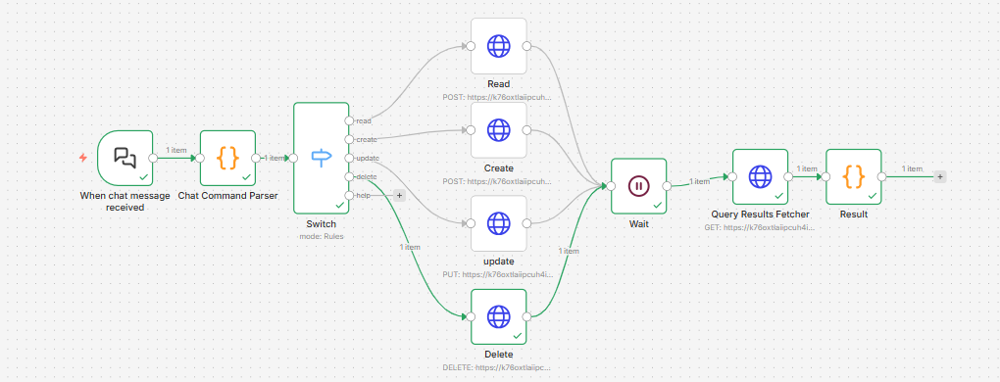 Read
POST: https://k76oxtlaiipcuh...
read
1 item
1 item
create
update
delete
help
When chat message
received
Chat Command Parser
Switch
mode: Rules
Create
POST: https://k76oxtlaiipcuh...
update
PUT: https://k76oxtlaiipcuh4i...
1 item
1 item
Delete
DELETE: https://k76oxtlaiipc...
Wait
1 item
Query Results Fetcher
GET: https://k76oxtlaiipcuh4i...
1 item
Result
1 item